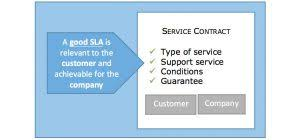 A good SLA is
relevant to the
customer and
achievable for the
company
SERVICE CONTRACT
✓ Type of service
✓ Support service
✓ Conditions
✓ Guarantee
Customer
Company